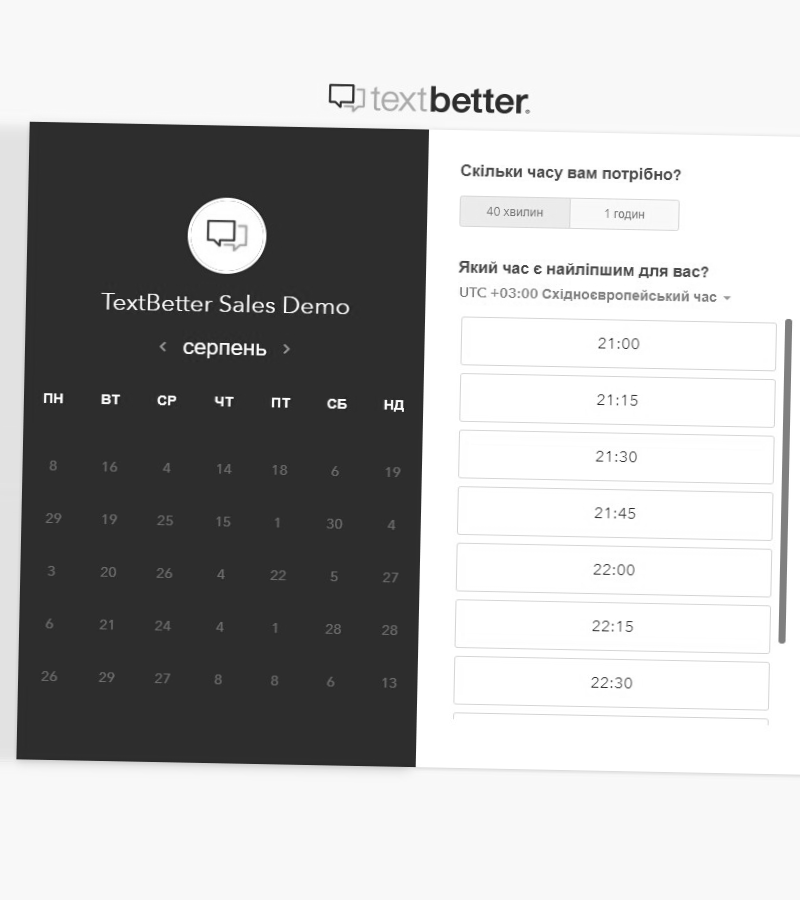 textbetter.
TextBetter Sales Demo
серпень
ПН ВТ СР ЧТ ПТ СБ НД
8 16 4 14 18 6 19
29 19 25 15 1 30 4
3 20 26 4 22 5 27
6 21 24 4 1 28 28
26 29 27 8 8 6 13
Скільки часу вам потрібно?
40 хвилин 1 годин
Який час є найліпшим для вас?
UTC +03:00 Східноєвропейський час
21:00
21:15
21:30
21:45
22:00
22:15
22:30